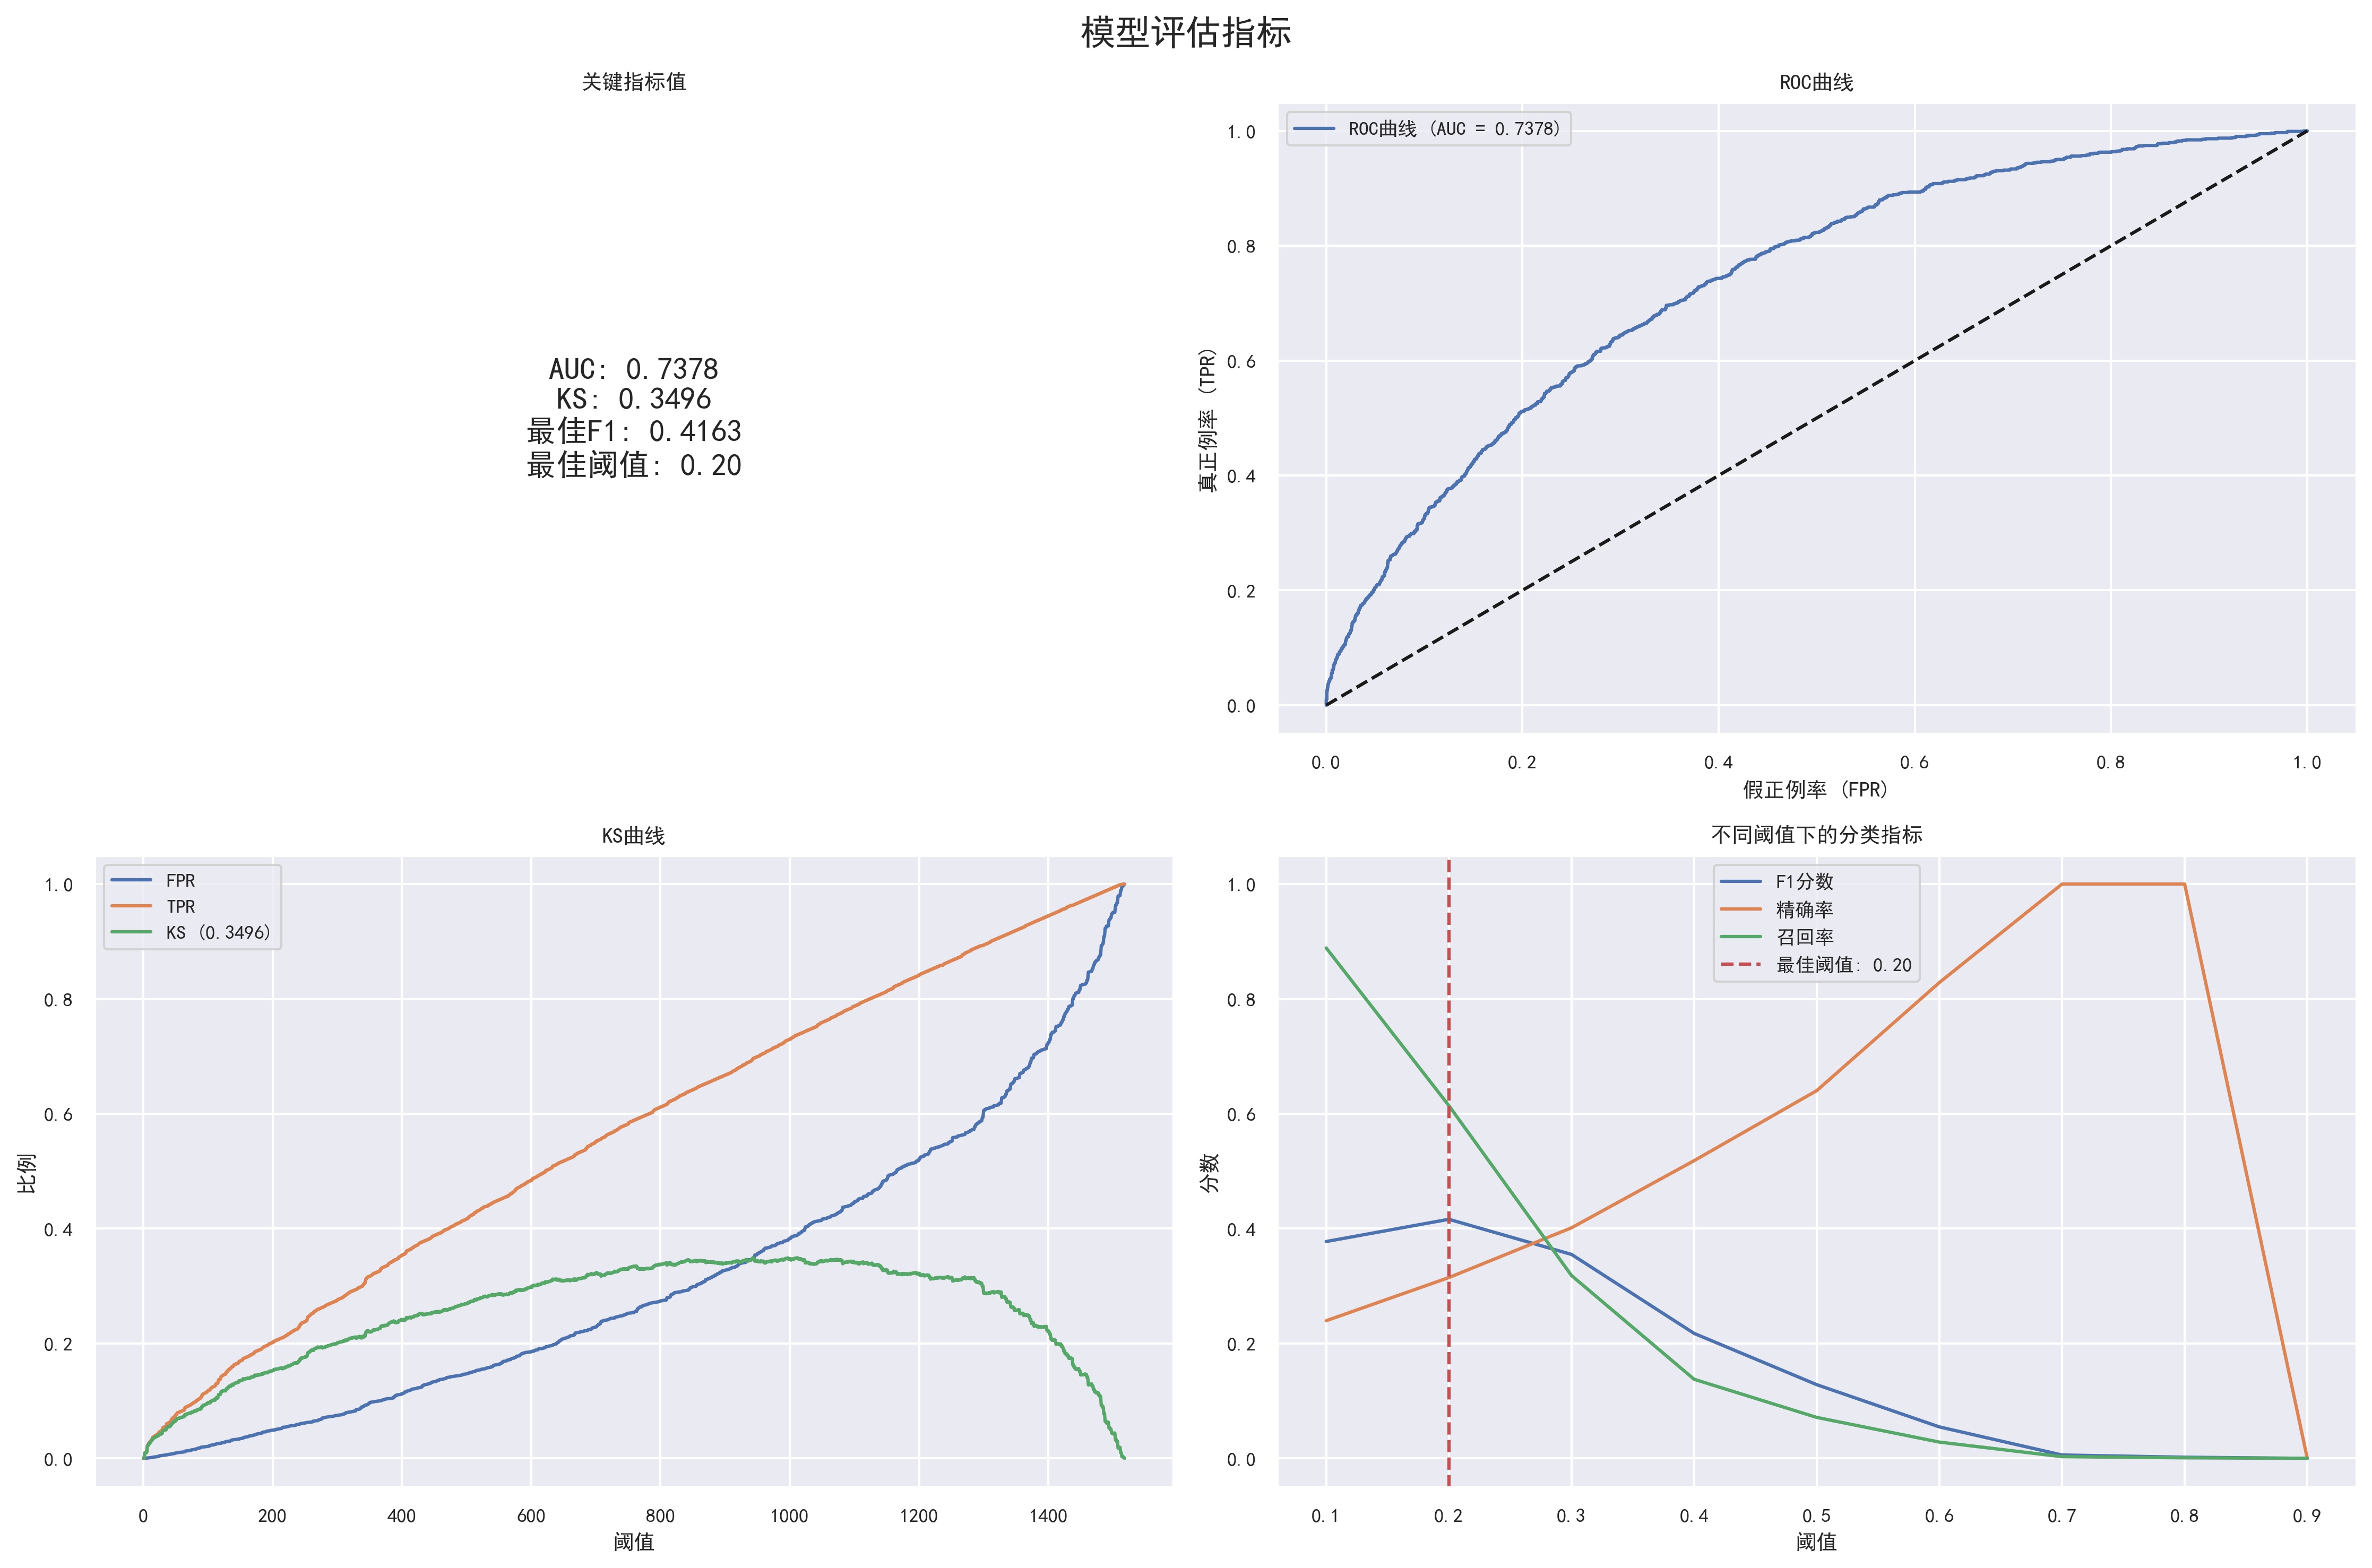 模型评估指标
关键指标值
AUC: 0.7378
KS: 0.3496
最佳F1: 0.4163
最佳阈值: 0.20
ROC曲线
ROC曲线 (AUC = 0.7378)
1.0
0.8
0.6
0.4
0.2
0.0
真正例率 (TPR)
0.0 0.2 0.4 0.6 0.8 1.0
假正例率 (FPR)
KS曲线
FPR
TPR
KS (0.3496)
1.0
0.8
0.6
0.4
0.2
0.0
比例
0 200 400 600 800 1000 1200 1400
阈值
不同阈值下的分类指标
F1分数
精确率
召回率
最佳阈值: 0.20
1.0
0.8
0.6
0.4
0.2
0.0
分数
0.1 0.2 0.3 0.4 0.5 0.6 0.7 0.8 0.9
阈值